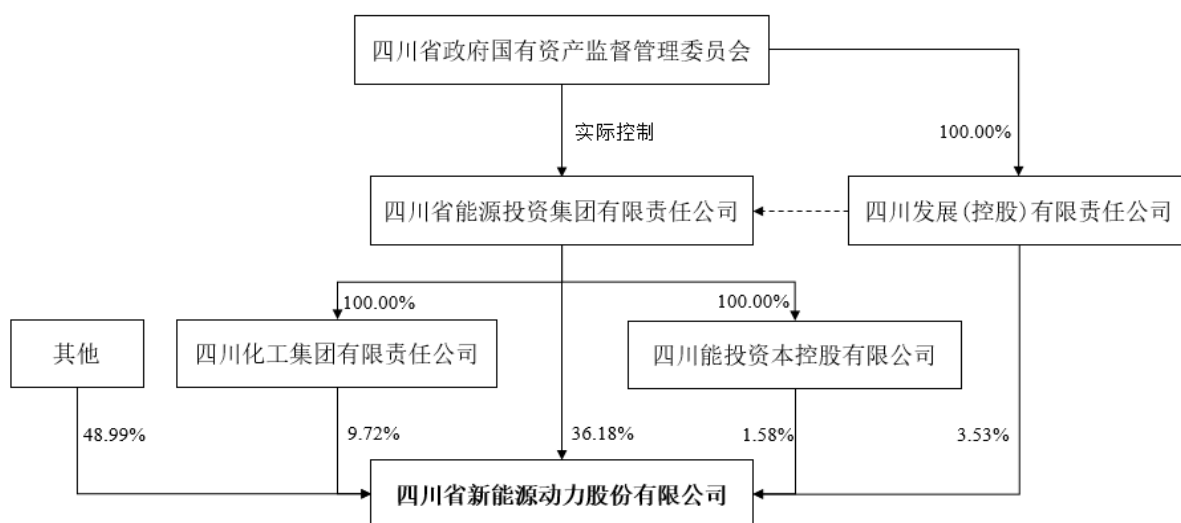 四川省政府国有资产监督管理委员会
实际控制
100.00%
四川省能源投资集团有限责任公司
四川发展(控股)有限责任公司
100.00%
100.00%
其他
四川化工集团有限责任公司
四川能投资本控股有限公司
48.99%
9.72%
36.18%
1.58%
3.53%
四川省新能源动力股份有限公司